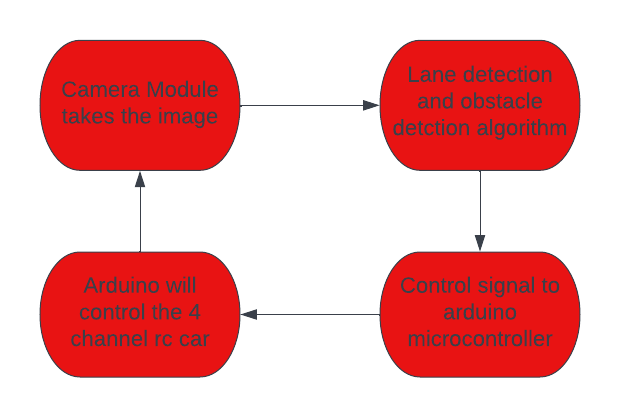 Camera Module
takes the image
Lane detection
and obstacle
detction algorithm
Arduino will
control the 4
channel rc car
Control signal to
arduino
microcontroller